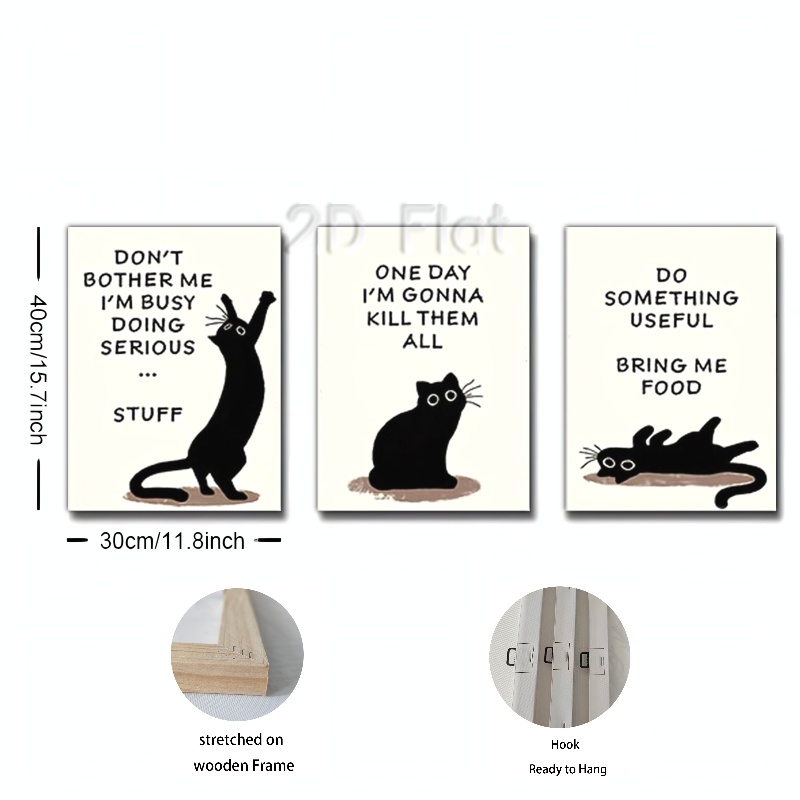 2D Flat
DON'T
BOTHER ME
I'M BUSY
DOING
SERIOUS
...
STUFF
ONE DAY
I'M GONNA
KILL THEM
ALL
DO
SOMETHING
USEFUL
BRING ME
FOOD
40cm/15.7inch
30cm/11.8inch
stretched on
wooden Frame
Hook
Ready to Hang